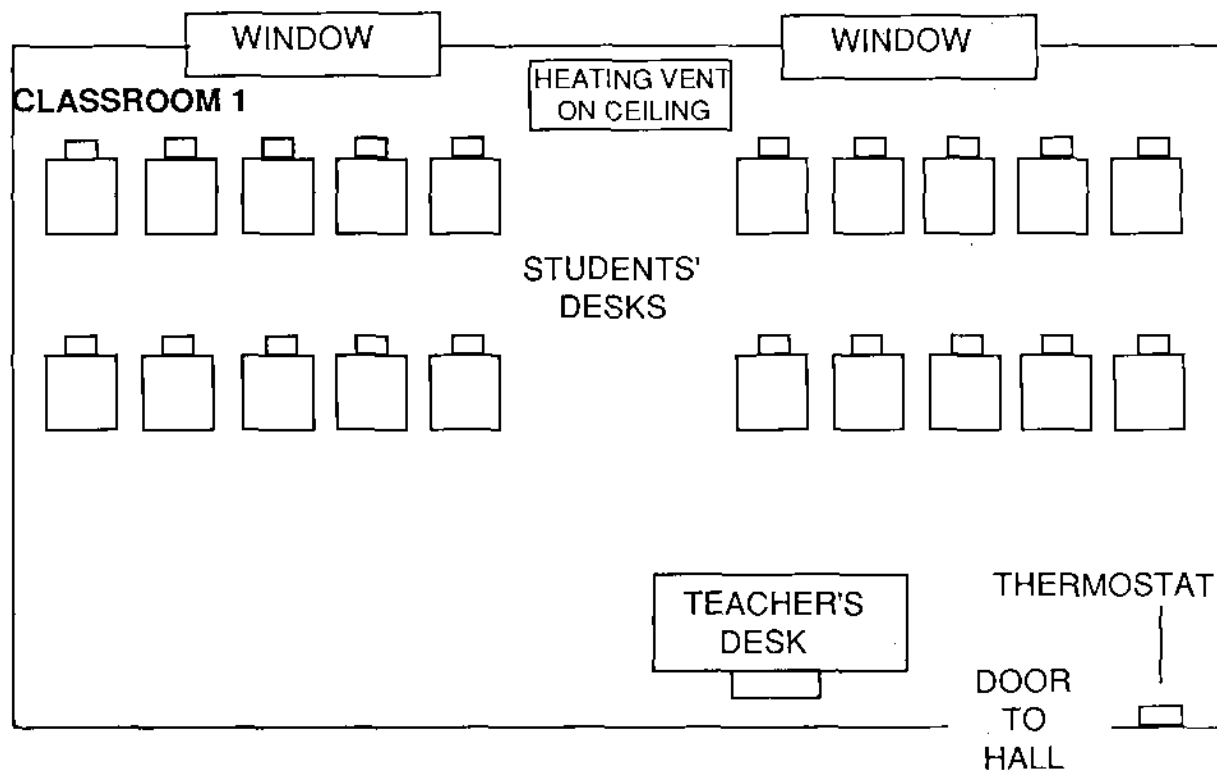 WINDOW
WINDOW
HEATING VENT
ON CEILING
CLASSROOM 1
STUDENTS'
DESKS
THERMOSTAT
TEACHER'S
DESK
DOOR
TO
HALL